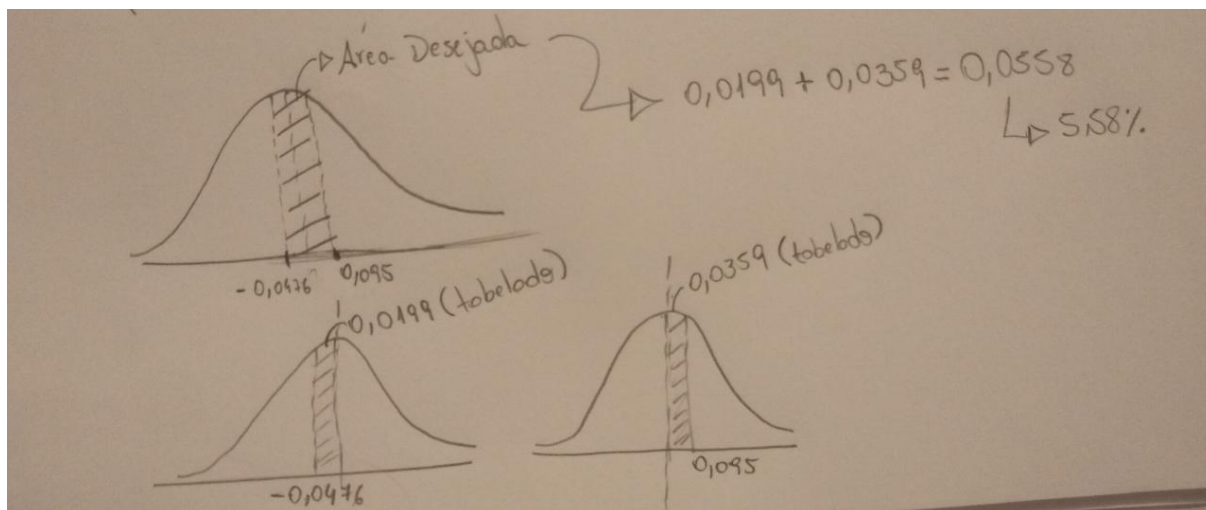 Área Desejada
0,0199 + 0,0359 = 0,0558
5,58%
-0,0476 0,095
0,0199 (tabelado)
0,0359 (tabelado)
-0,0476
0,095